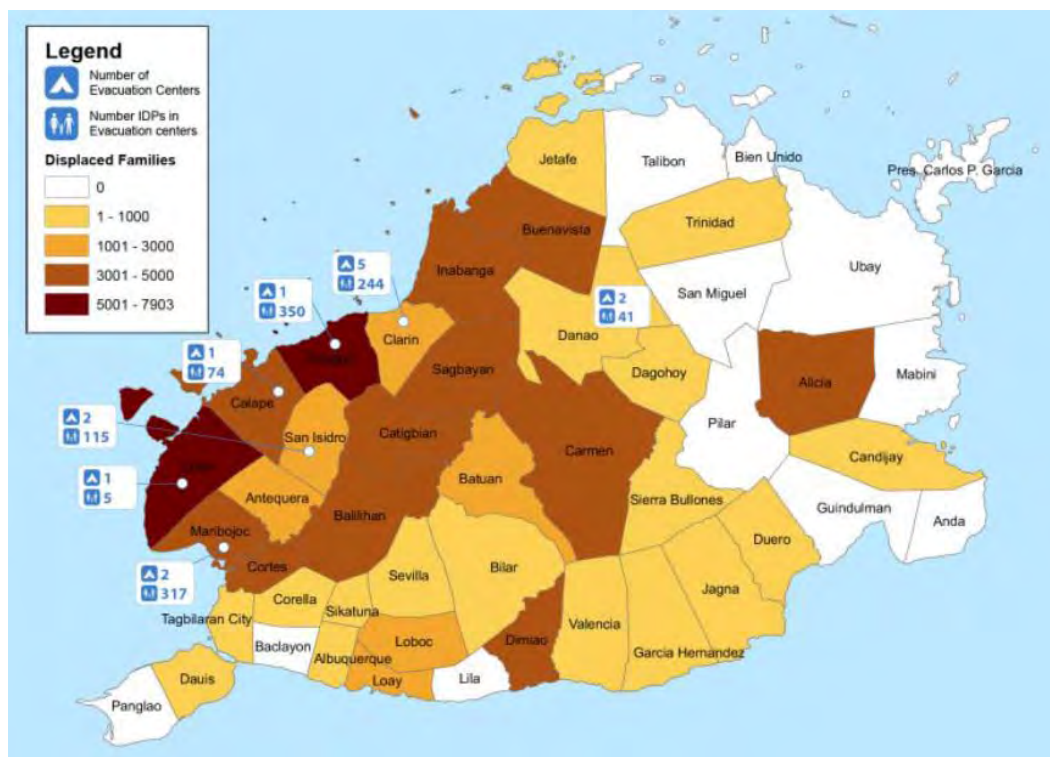 Legend
Number of
Evacuation Centers
Number IDPs in
Evacuation centers
Displaced Families
0
1 - 1000
1001 - 3000
3001 - 5000
5001 - 7903
Jetafe
Talibon
Bien Unido
Pres. Carlos P. Garcia
Trinidad
Buenavista
Ubay
Inabanga
5
244
San Miguel
1
350
2
41
Clarin
Danao
1
74
Sagbayan
Dagohoy
Alicia
Mabini
Calape
2
115
San Isidro
Catigbian
Carmen
Pilar
Candijay
1
5
Antequera
Batuan
Sierra Bullones
Guindulman
Anda
Balilihan
Maribojoc
Duero
Cortes
2
317
Sevilla
Bilar
Jagna
Corella
Sikatuna
Tagbilaran City
Valencia
Baclayon
Loboc
Dimiao
Garcia Hernandez
Albuquerque
Loay
Lila
Dauis
Panglao